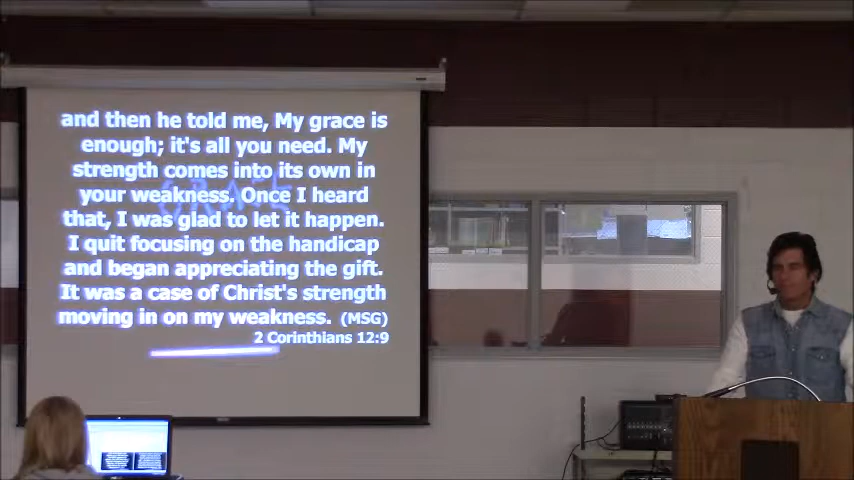 and then he told me, My grace is
enough; it's all you need. My
strength comes into its own in
your weakness. Once I heard
that, I was glad to let it happen.
I quit focusing on the handicap
and began appreciating the gift.
It was a case of Christ's strength
moving in on my weakness. (MSG)
2 Corinthians 12:9